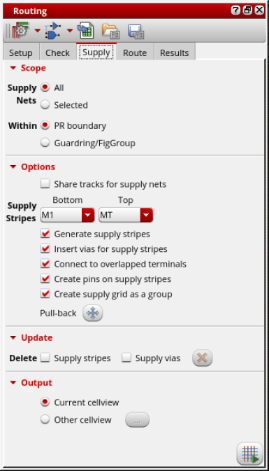 Routing
Setup Check Supply Route Results
Scope
Supply Nets All
Selected
Within PR boundary
Guardring/FigGroup
Options
Share tracks for supply nets
Bottom Top
Supply Stripes M1 MT
Generate supply stripes
Insert vias for supply stripes
Connect to overlapped terminals
Create pins on supply stripes
Create supply grid as a group
Pull-back
Update
Delete Supply stripes Supply vias
Output
Current cellview
Other cellview ...